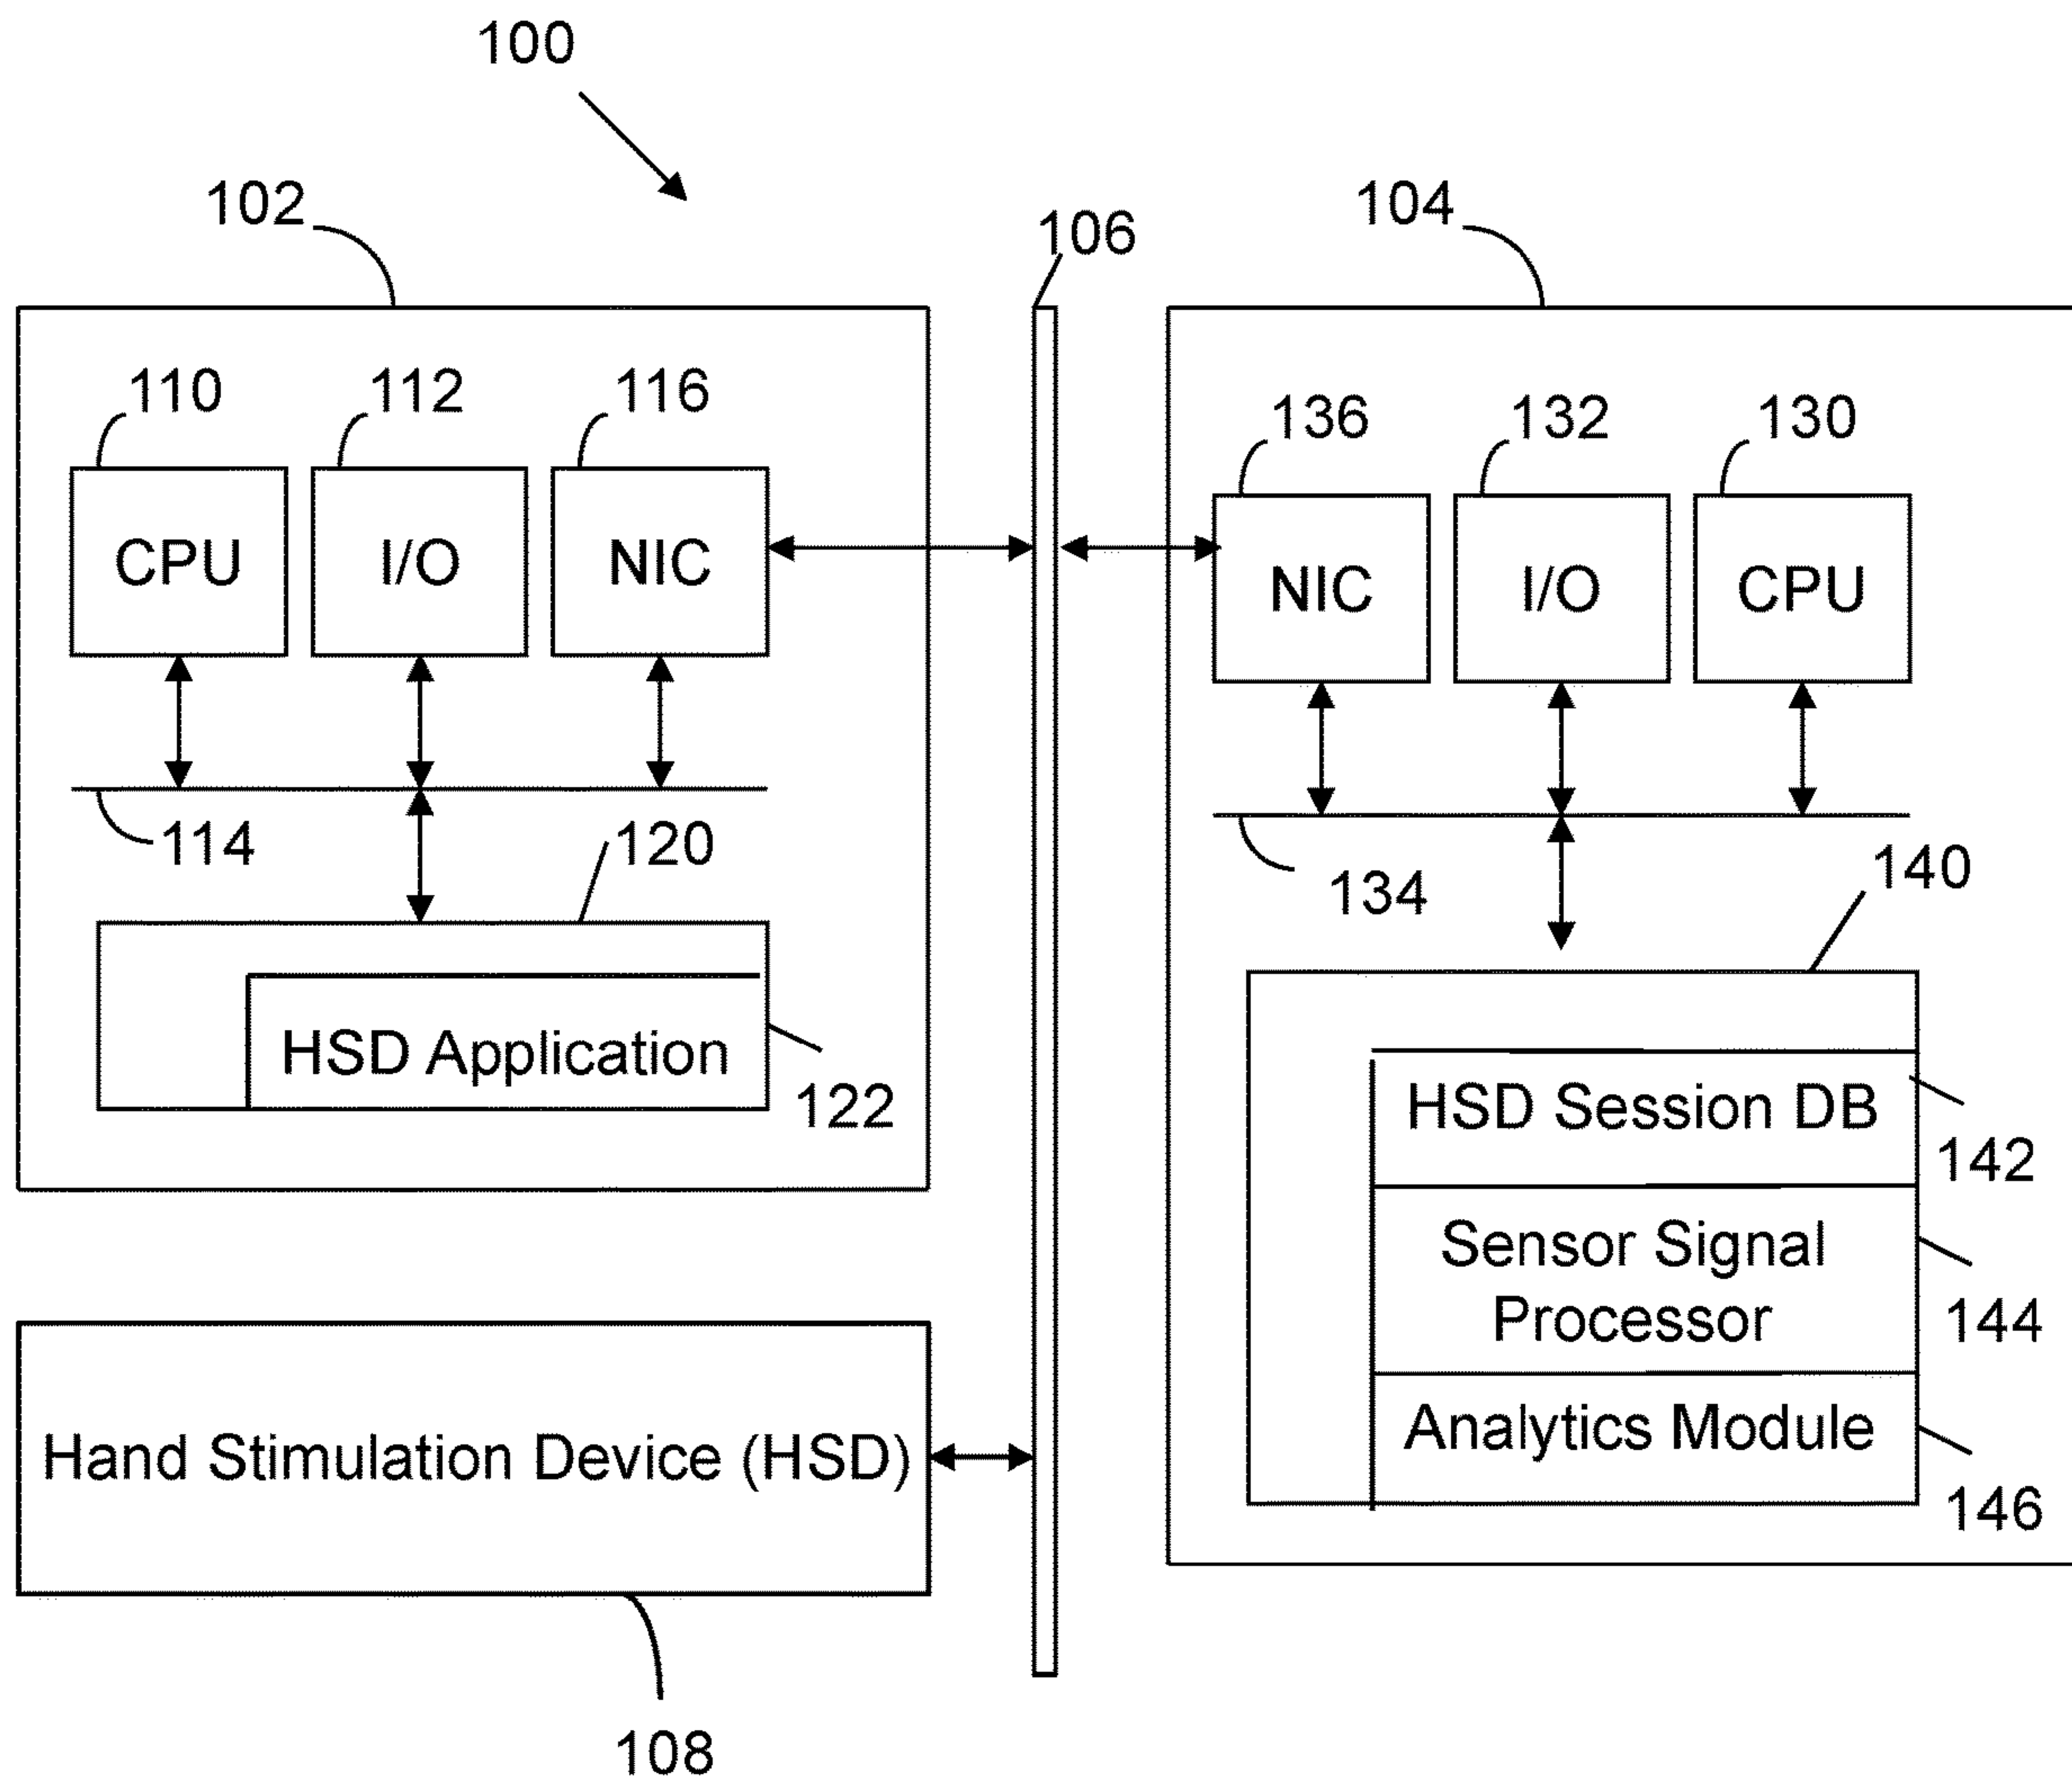 100
102
106
104
110
112
116
136
132
130
CPU
I/O
NIC
NIC
I/O
CPU
114
120
134
140
HSD Application
122
HSD Session DB
142
Sensor Signal
Processor
144
Analytics Module
146
Hand Stimulation Device (HSD)
108